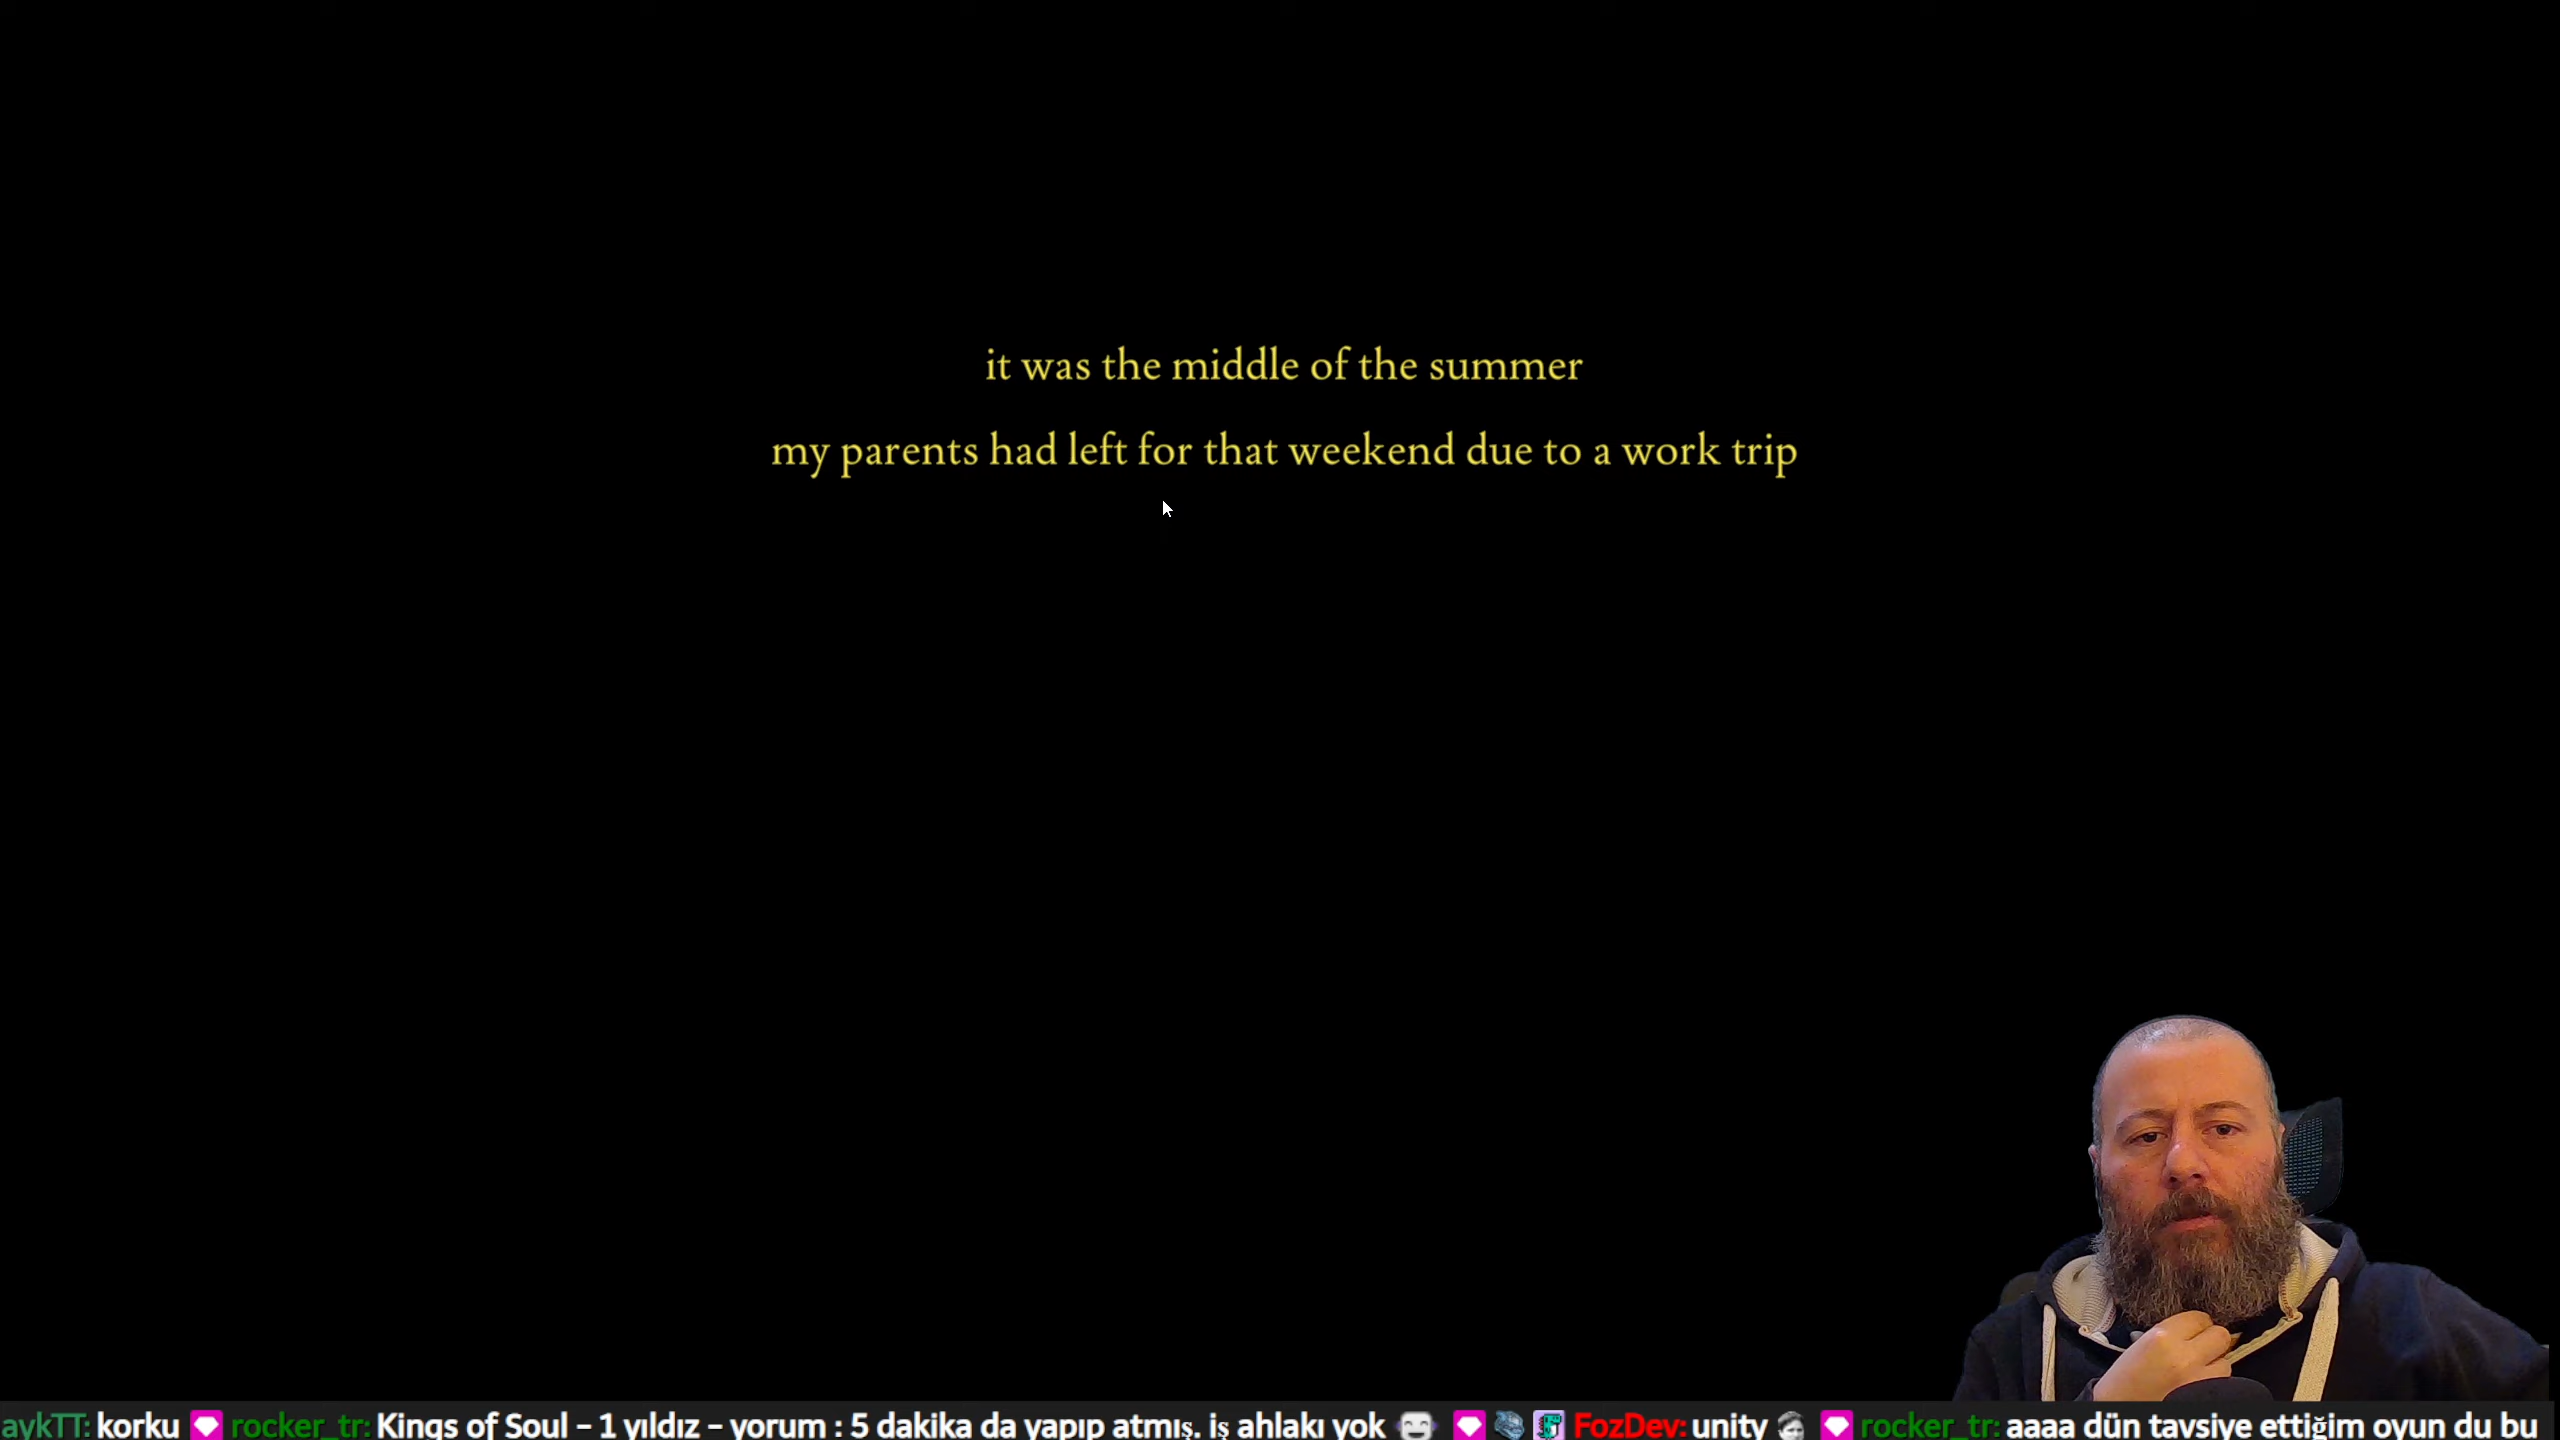 it was the middle of the summer
my parents had left for that weekend due to a work trip
aykTT: korku rocker_tr: Kings of Soul – 1 yıldız – yorum : 5 dakika da yapıp atmış. iş ahlakı yok FozDev: unity rocker_tr: aaaa dün tavsiye ettiğim oyun du bu